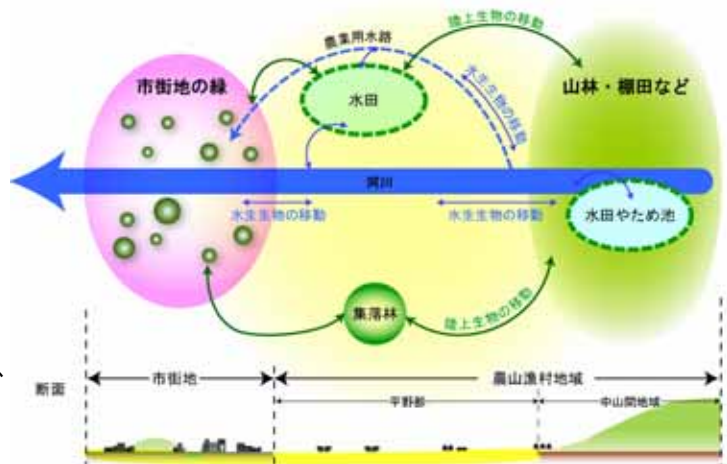 農業用水路
陸上生物の移動
市街地の緑
水田
水生生物の移動
山林・棚田など
河川
水生生物の移動
水生生物の移動
水田やため池
集落林
陸上生物の移動
断面
市街地
農山漁村地域
平野部
中山間地域